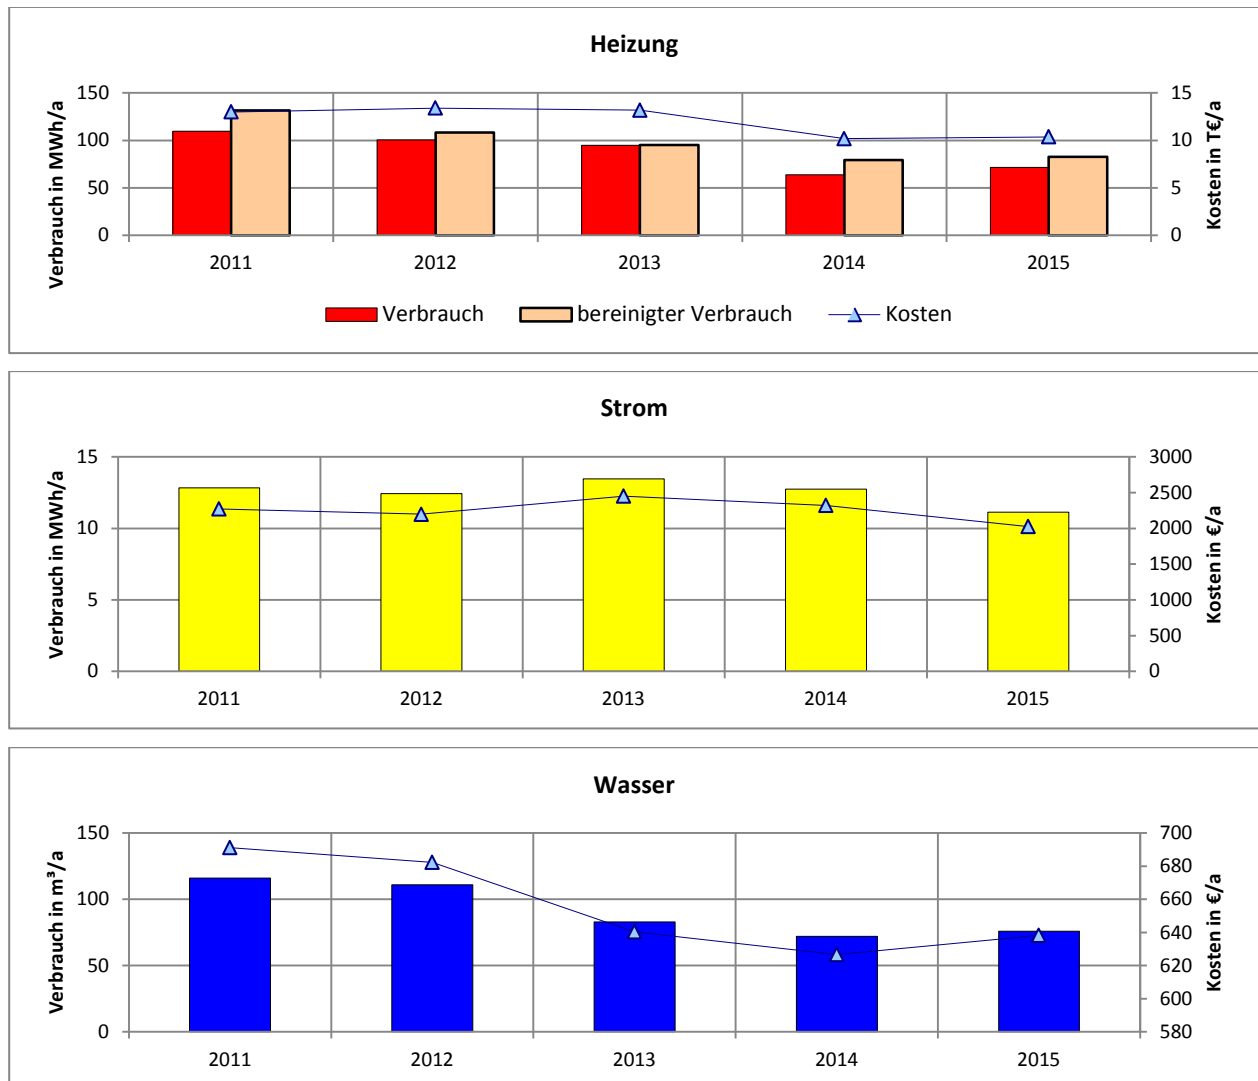 Heizung
Verbrauch in MWh/a
150
100
50
0
15
10
5
0
Kosten in T€/a
2011 2012 2013 2014 2015
Verbrauch bereinigter Verbrauch Kosten
Strom
Verbrauch in MWh/a
15
10
5
0
3000
2500
2000
1500
1000
500
0
Kosten in €/a
2011 2012 2013 2014 2015
Wasser
Verbrauch in m³/a
150
100
50
0
700
680
660
640
620
600
580
Kosten in €/a
2011 2012 2013 2014 2015